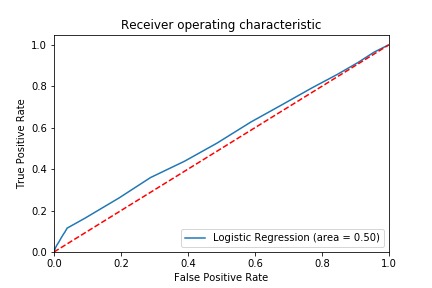 Receiver operating characteristic
True Positive Rate
1.0
0.8
0.6
0.4
0.2
0.0
Logistic Regression (area = 0.50)
0.0 0.2 0.4 0.6 0.8 1.0
False Positive Rate